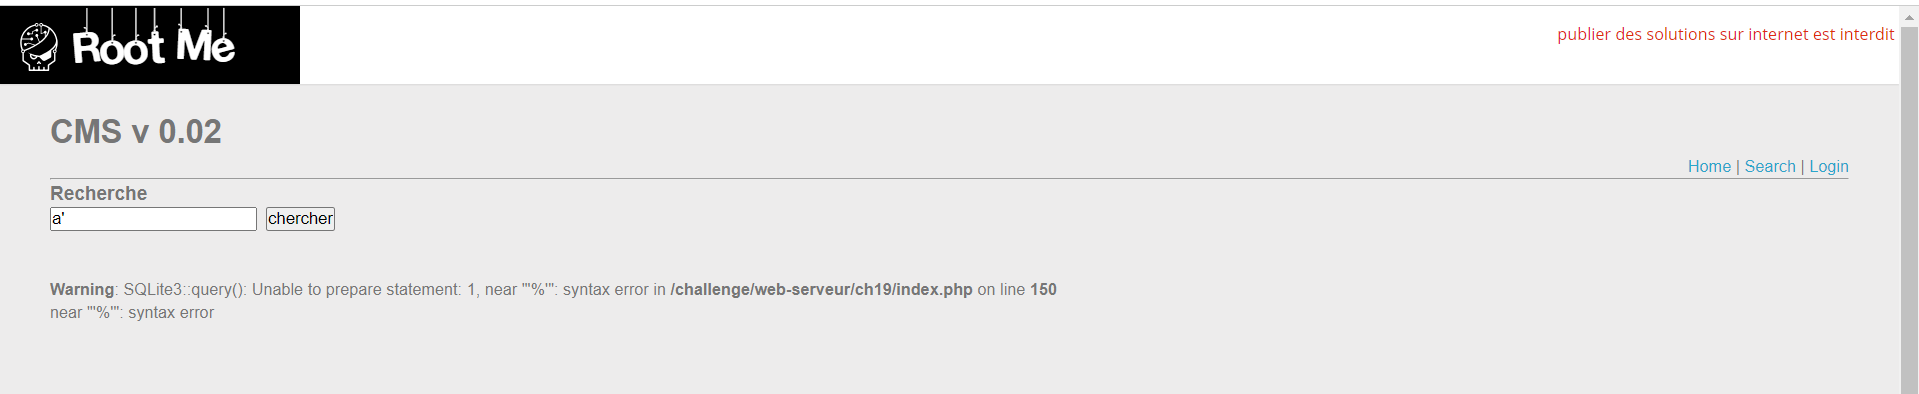 Root Me
publier des solutions sur internet est interdit
CMS v 0.02
Home | Search | Login
Recherche
a'
chercher
Warning: SQLite3::query(): Unable to prepare statement: 1, near "'%'": syntax error in /challenge/web-serveur/ch19/index.php on line 150
near "'%'": syntax error